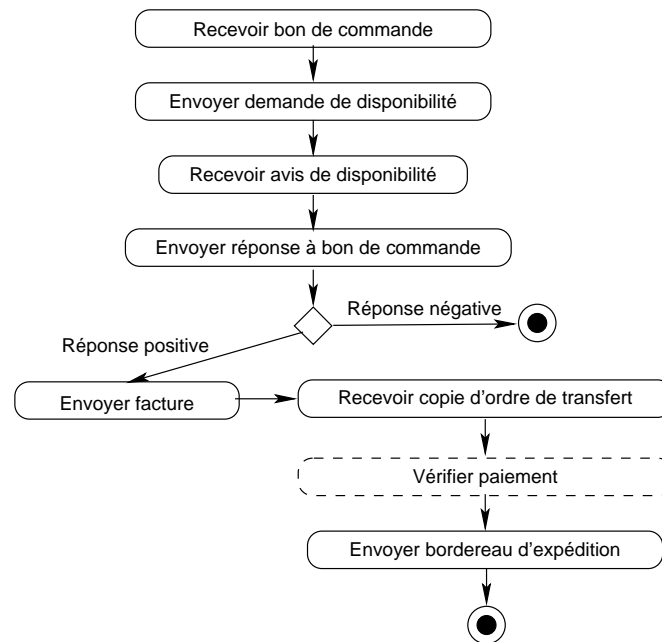 Recevoir bon de commande
Envoyer demande de disponibilité
Recevoir avis de disponibilité
Envoyer réponse à bon de commande
Réponse négative
Réponse positive
Envoyer facture
Recevoir copie d'ordre de transfert
Vérifier paiement
Envoyer bordereau d'expédition